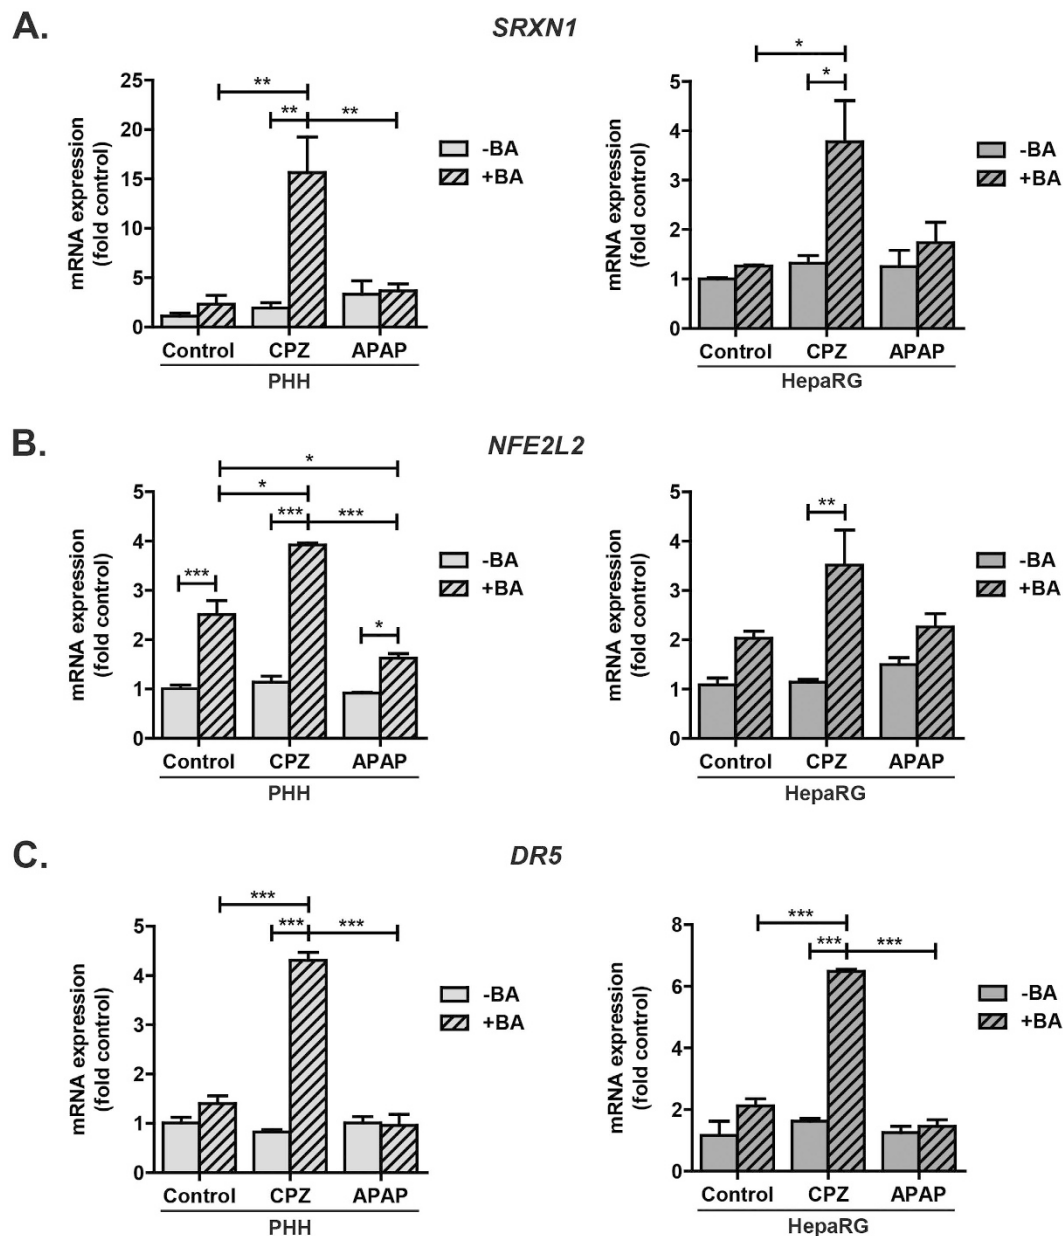 A.
SRXN1
mRNA expression
(fold control)
25
20
15
10
5
0
**
**
**
Control
CPZ
APAP
PHH
-BA
+BA
mRNA expression
(fold control)
5
4
3
2
1
0
*
*
Control
CPZ
APAP
HepaRG
-BA
+BA
B.
NFE2L2
mRNA expression
(fold control)
5
4
3
2
1
0
*
*
***
***
***
*
Control
CPZ
APAP
PHH
-BA
+BA
mRNA expression
(fold control)
5
4
3
2
1
0
**
Control
CPZ
APAP
HepaRG
-BA
+BA
C.
DR5
mRNA expression
(fold control)
5
4
3
2
1
0
***
***
***
Control
CPZ
APAP
PHH
-BA
+BA
mRNA expression
(fold control)
8
6
4
2
0
***
***
***
Control
CPZ
APAP
HepaRG
-BA
+BA